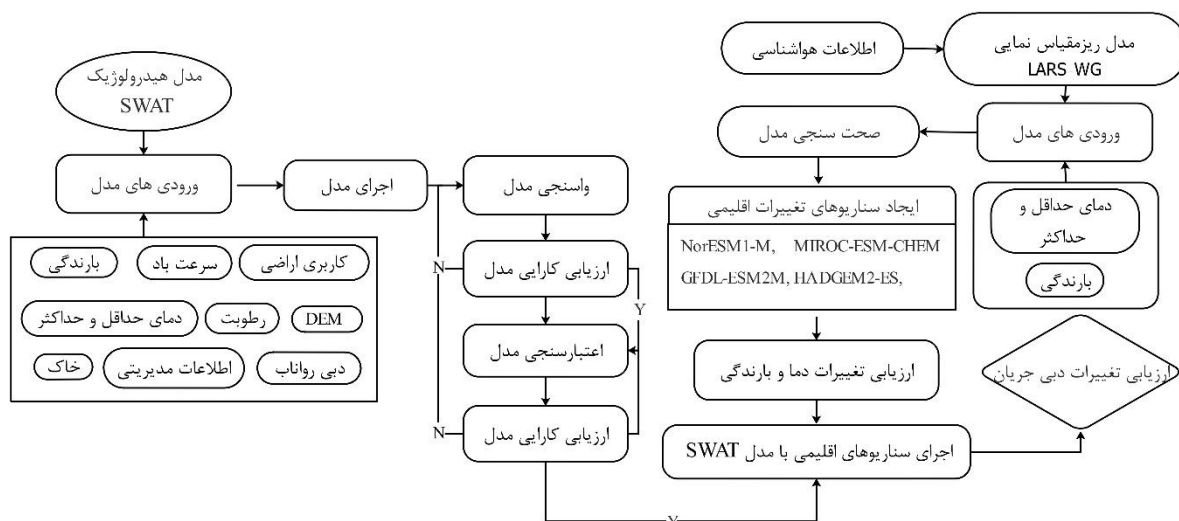 مدل هیدرولوژیک
SWAT
ورودی های مدل
اجرای مدل
واسنجی مدل
کاربری اراضی
سرعت باد
بارندگی
DEM
رطوبت
دمای حداقل و حداکثر
دبی رواناب
اطلاعات مدیریتی
خاک
ارزیابی کارایی مدل
N
Y
اعتبارسنجی مدل
ارزیابی کارایی مدل
N
Y
اطلاعات هواشناسی
مدل ریزمقیاس نمایی
LARS WG
ورودی های مدل
صحت سنجی مدل
دمای حداقل و
حداکثر
بارندگی
ایجاد سناریوهای تغییرات اقلیمی
NorESM1-M, MIROC-ESM-CHEM
GFDL-ESM2M, HADGEM2-ES,
ارزیابی تغییرات دما و بارندگی
اجرای سناریوهای اقلیمی با مدل SWAT
ارزیابی تغییرات دبی جریان